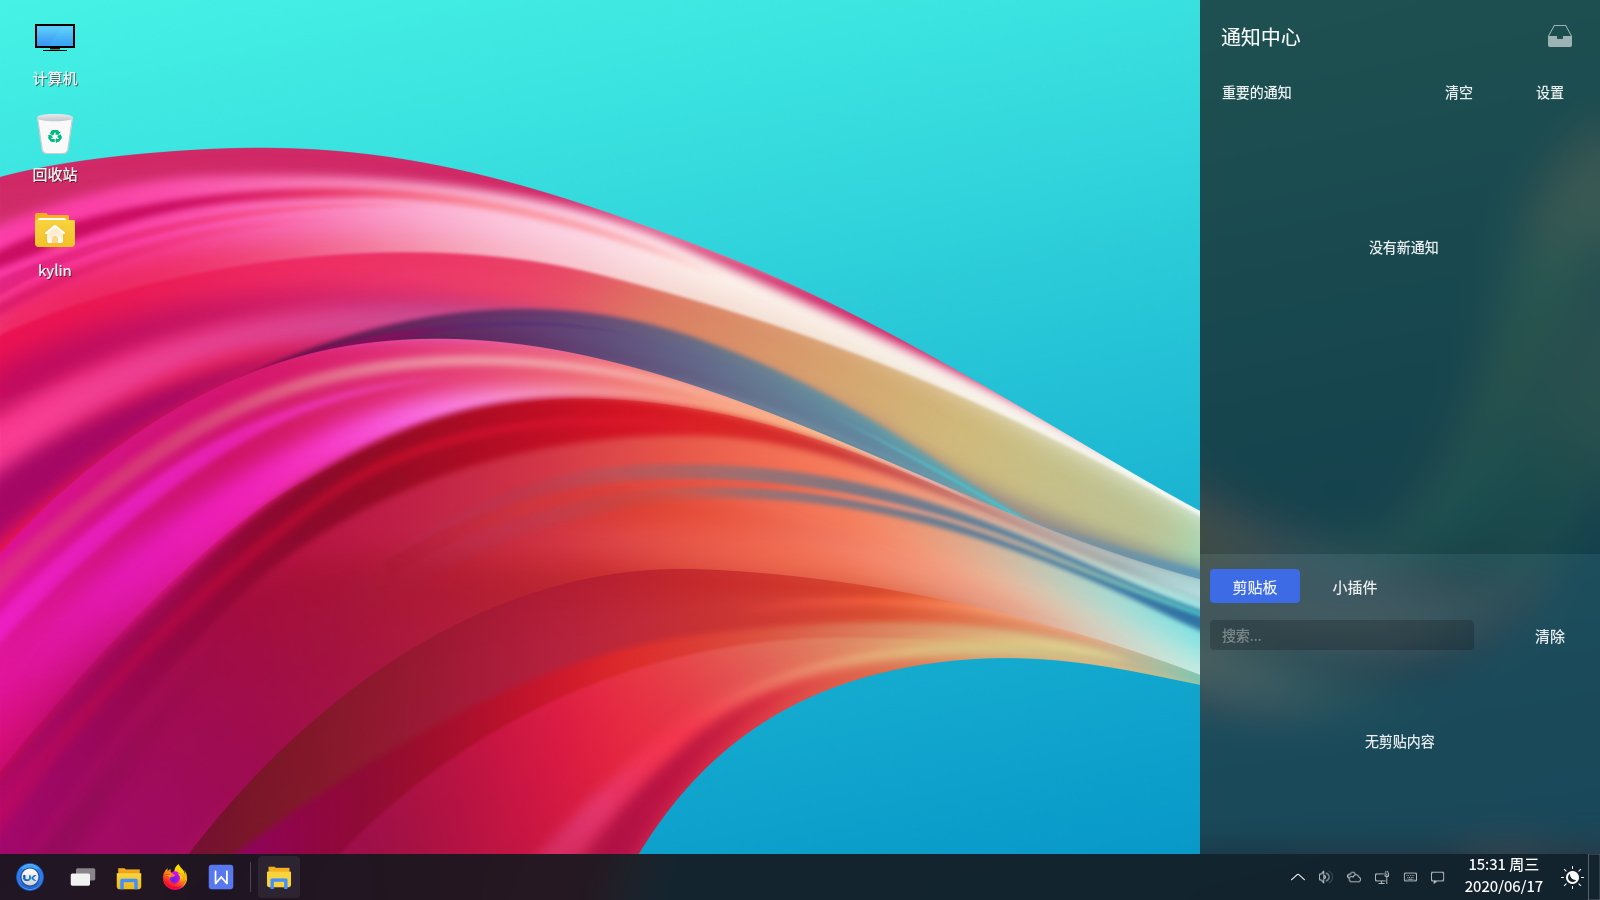 计算机
回收站
kylin
通知中心
重要的通知 清空 设置
没有新通知
剪贴板 小插件
搜索... 清除
无剪贴内容
15:31 周三
2020/06/17